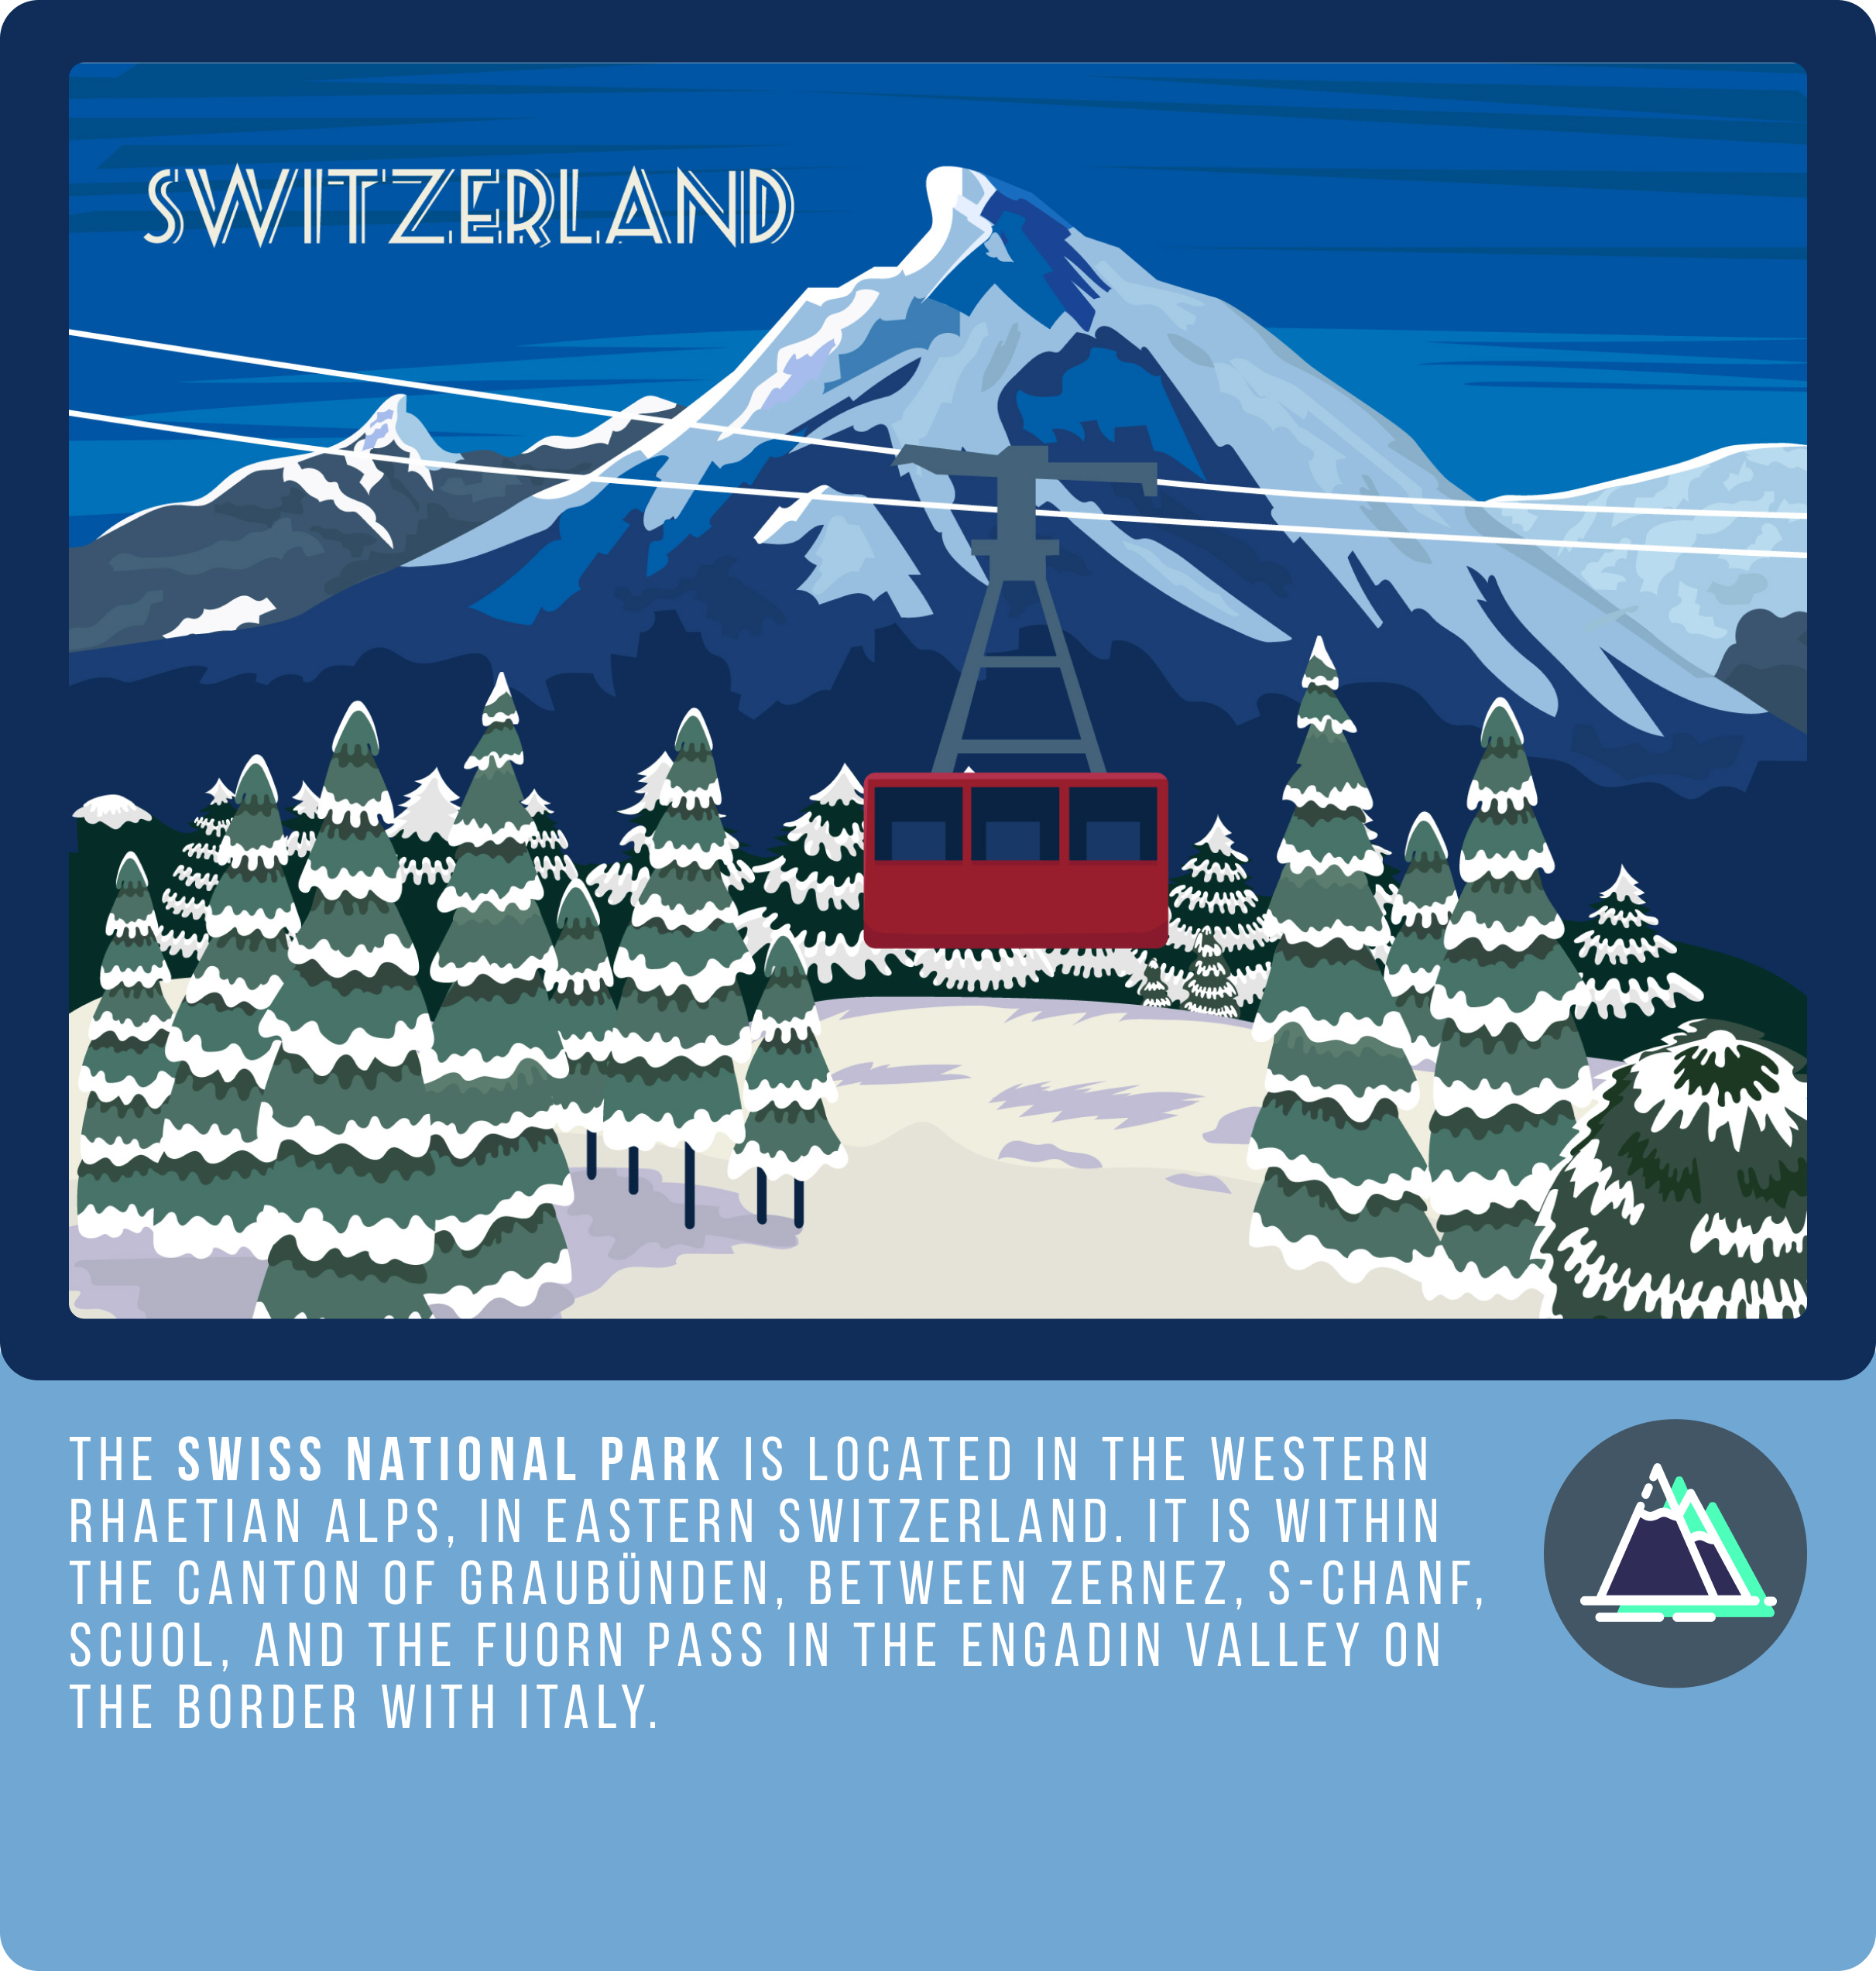 SWITZERLAND
THE SWISS NATIONAL PARK IS LOCATED IN THE WESTERN
RHAETIAN ALPS, IN EASTERN SWITZERLAND. IT IS WITHIN
THE CANTON OF GRAUBÜNDEN, BETWEEN ZERNEZ, S-CHANF,
SCUOL, AND THE FUORN PASS IN THE ENGADIN VALLEY ON
THE BORDER WITH ITALY.